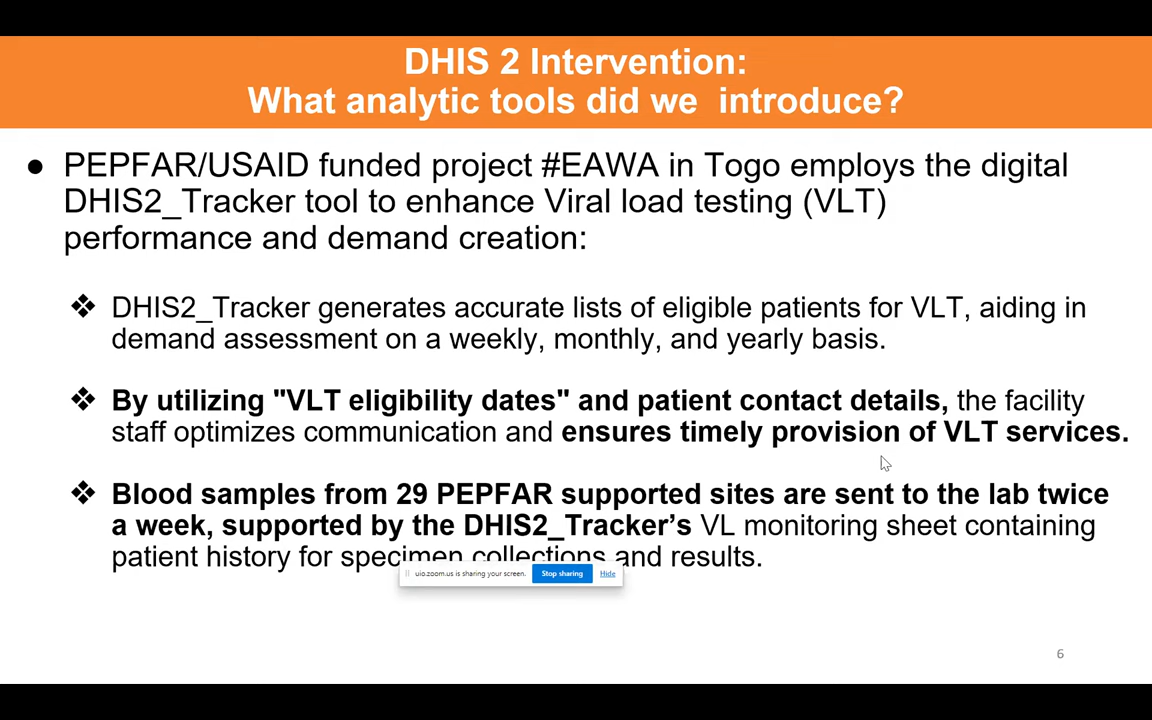 DHIS 2 Intervention:
What analytic tools did we introduce?
● PEPFAR/USAID funded project #EAWA in Togo employs the digital
DHIS2_Tracker tool to enhance Viral load testing (VLT)
performance and demand creation:
❖ DHIS2_Tracker generates accurate lists of eligible patients for VLT, aiding in
demand assessment on a weekly, monthly, and yearly basis.
❖ By utilizing "VLT eligibility dates" and patient contact details, the facility
staff optimizes communication and ensures timely provision of VLT services.
❖ Blood samples from 29 PEPFAR supported sites are sent to the lab twice
a week, supported by the DHIS2_Tracker’s VL monitoring sheet containing
patient history for specimen collections and results.
uio.zoom.us is sharing your screen. Stop sharing Hide
6